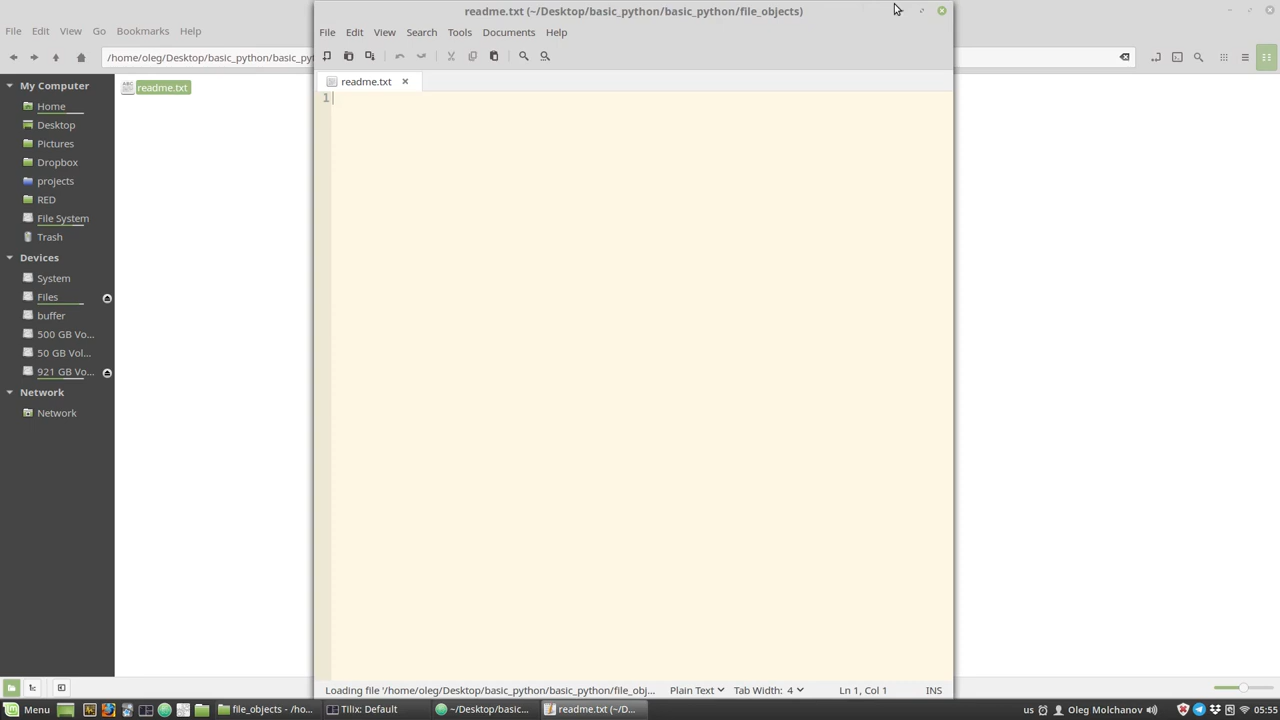 readme.txt (~/Desktop/basic_python/basic_python/file_objects)
File Edit View Go Bookmarks Help
File Edit View Search Tools Documents Help
/home/oleg/Desktop/basic_python/basic_py
readme.txt
My Computer
Home
Desktop
Pictures
Dropbox
projects
RED
File System
Trash
Devices
System
Files
buffer
500 GB Vo...
50 GB Vol...
921 GB Vo...
Network
Network
readme.txt
1
Loading file '/home/oleg/Desktop/basic_python/basic_python/file_obj... Plain Text Tab Width: 4 Ln 1, Col 1 INS
Menu file_objects - /ho... Tilix: Default ~/Desktop/basic... readme.txt (~/D... us Oleg Molchanov 05:55